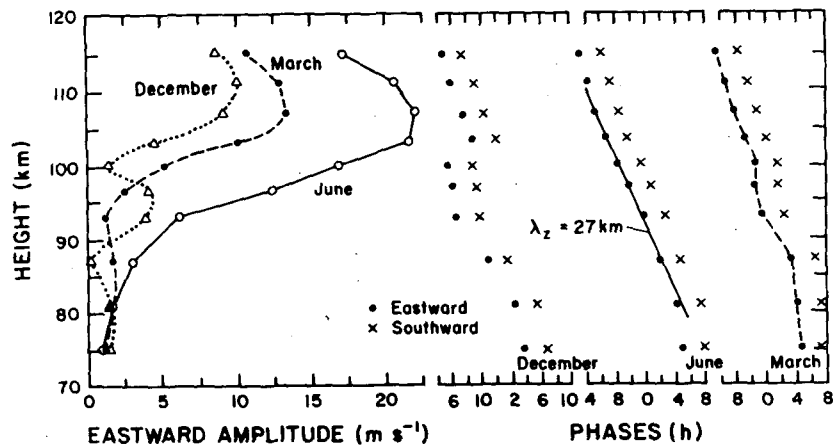 120
115
110
100
90
80
70
HEIGHT (km)
December
March
June
λz = 27km
• Eastward
× Southward
December
June
March
0 5 10 15 20
6 10 2 6 10
4 8 0 4 8
8 0 4 8
EASTWARD AMPLITUDE (m s⁻¹)
PHASES (h)